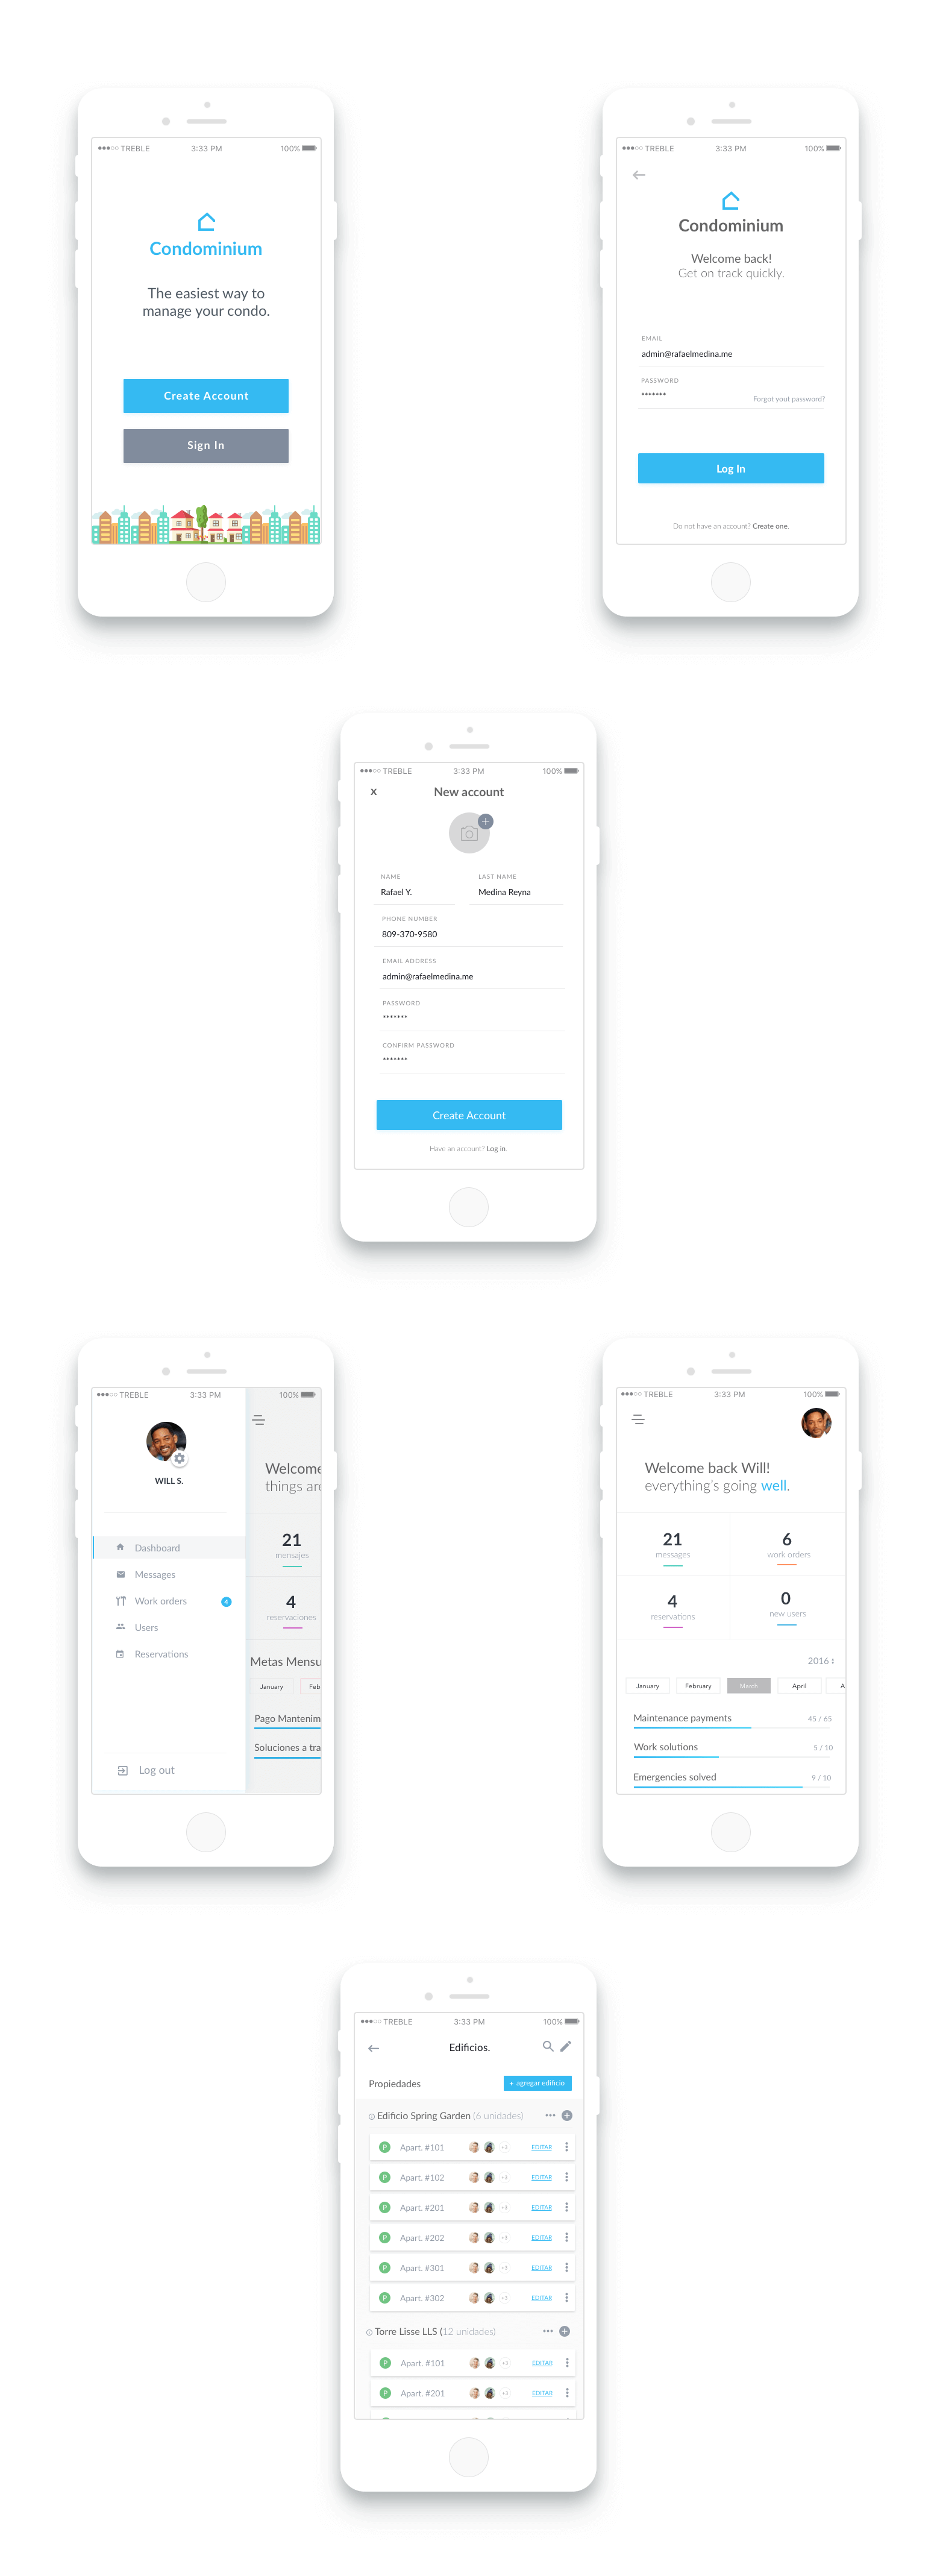 TREBLE 3:33 PM 100%
Condominium
The easiest way to
manage your condo.
Create Account
Sign In
TREBLE 3:33 PM 100%
Condominium
Welcome back!
Get on track quickly.
EMAIL
admin@rafaelmedina.me
PASSWORD
*******
Forgot yout password?
Log In
Do not have an account? Create one.
TREBLE 3:33 PM 100%
x New account
NAME LAST NAME
Rafael Y. Medina Reyna
PHONE NUMBER
809-370-9580
EMAIL ADDRESS
admin@rafaelmedina.me
PASSWORD
*******
CONFIRM PASSWORD
*******
Create Account
Have an account? Log in.
TREBLE 3:33 PM 100%
WILL S.
Dashboard
Messages
Work orders 4
Users
Reservations
Log out
Welcome
things are
21
mensajes
4
reservaciones
Metas Mensu
January Feb
Pago Mantenim
Soluciones a tra
TREBLE 3:33 PM 100%
Welcome back Will!
everything's going well.
21 6
messages work orders
4 0
reservations new users
2016
January February March April A
Maintenance payments 45 / 65
Work solutions 5 / 10
Emergencies solved 9 / 10
TREBLE 3:33 PM 100%
Edificios.
Propiedades + agregar edificio
Edificio Spring Garden (6 unidades)
P Apart. #101 +3 EDITAR
P Apart. #102 +3 EDITAR
P Apart. #201 +3 EDITAR
P Apart. #202 +3 EDITAR
P Apart. #301 +3 EDITAR
P Apart. #302 +3 EDITAR
Torre Lisse LLS (12 unidades)
P Apart. #101 +3 EDITAR
P Apart. #201 +3 EDITAR